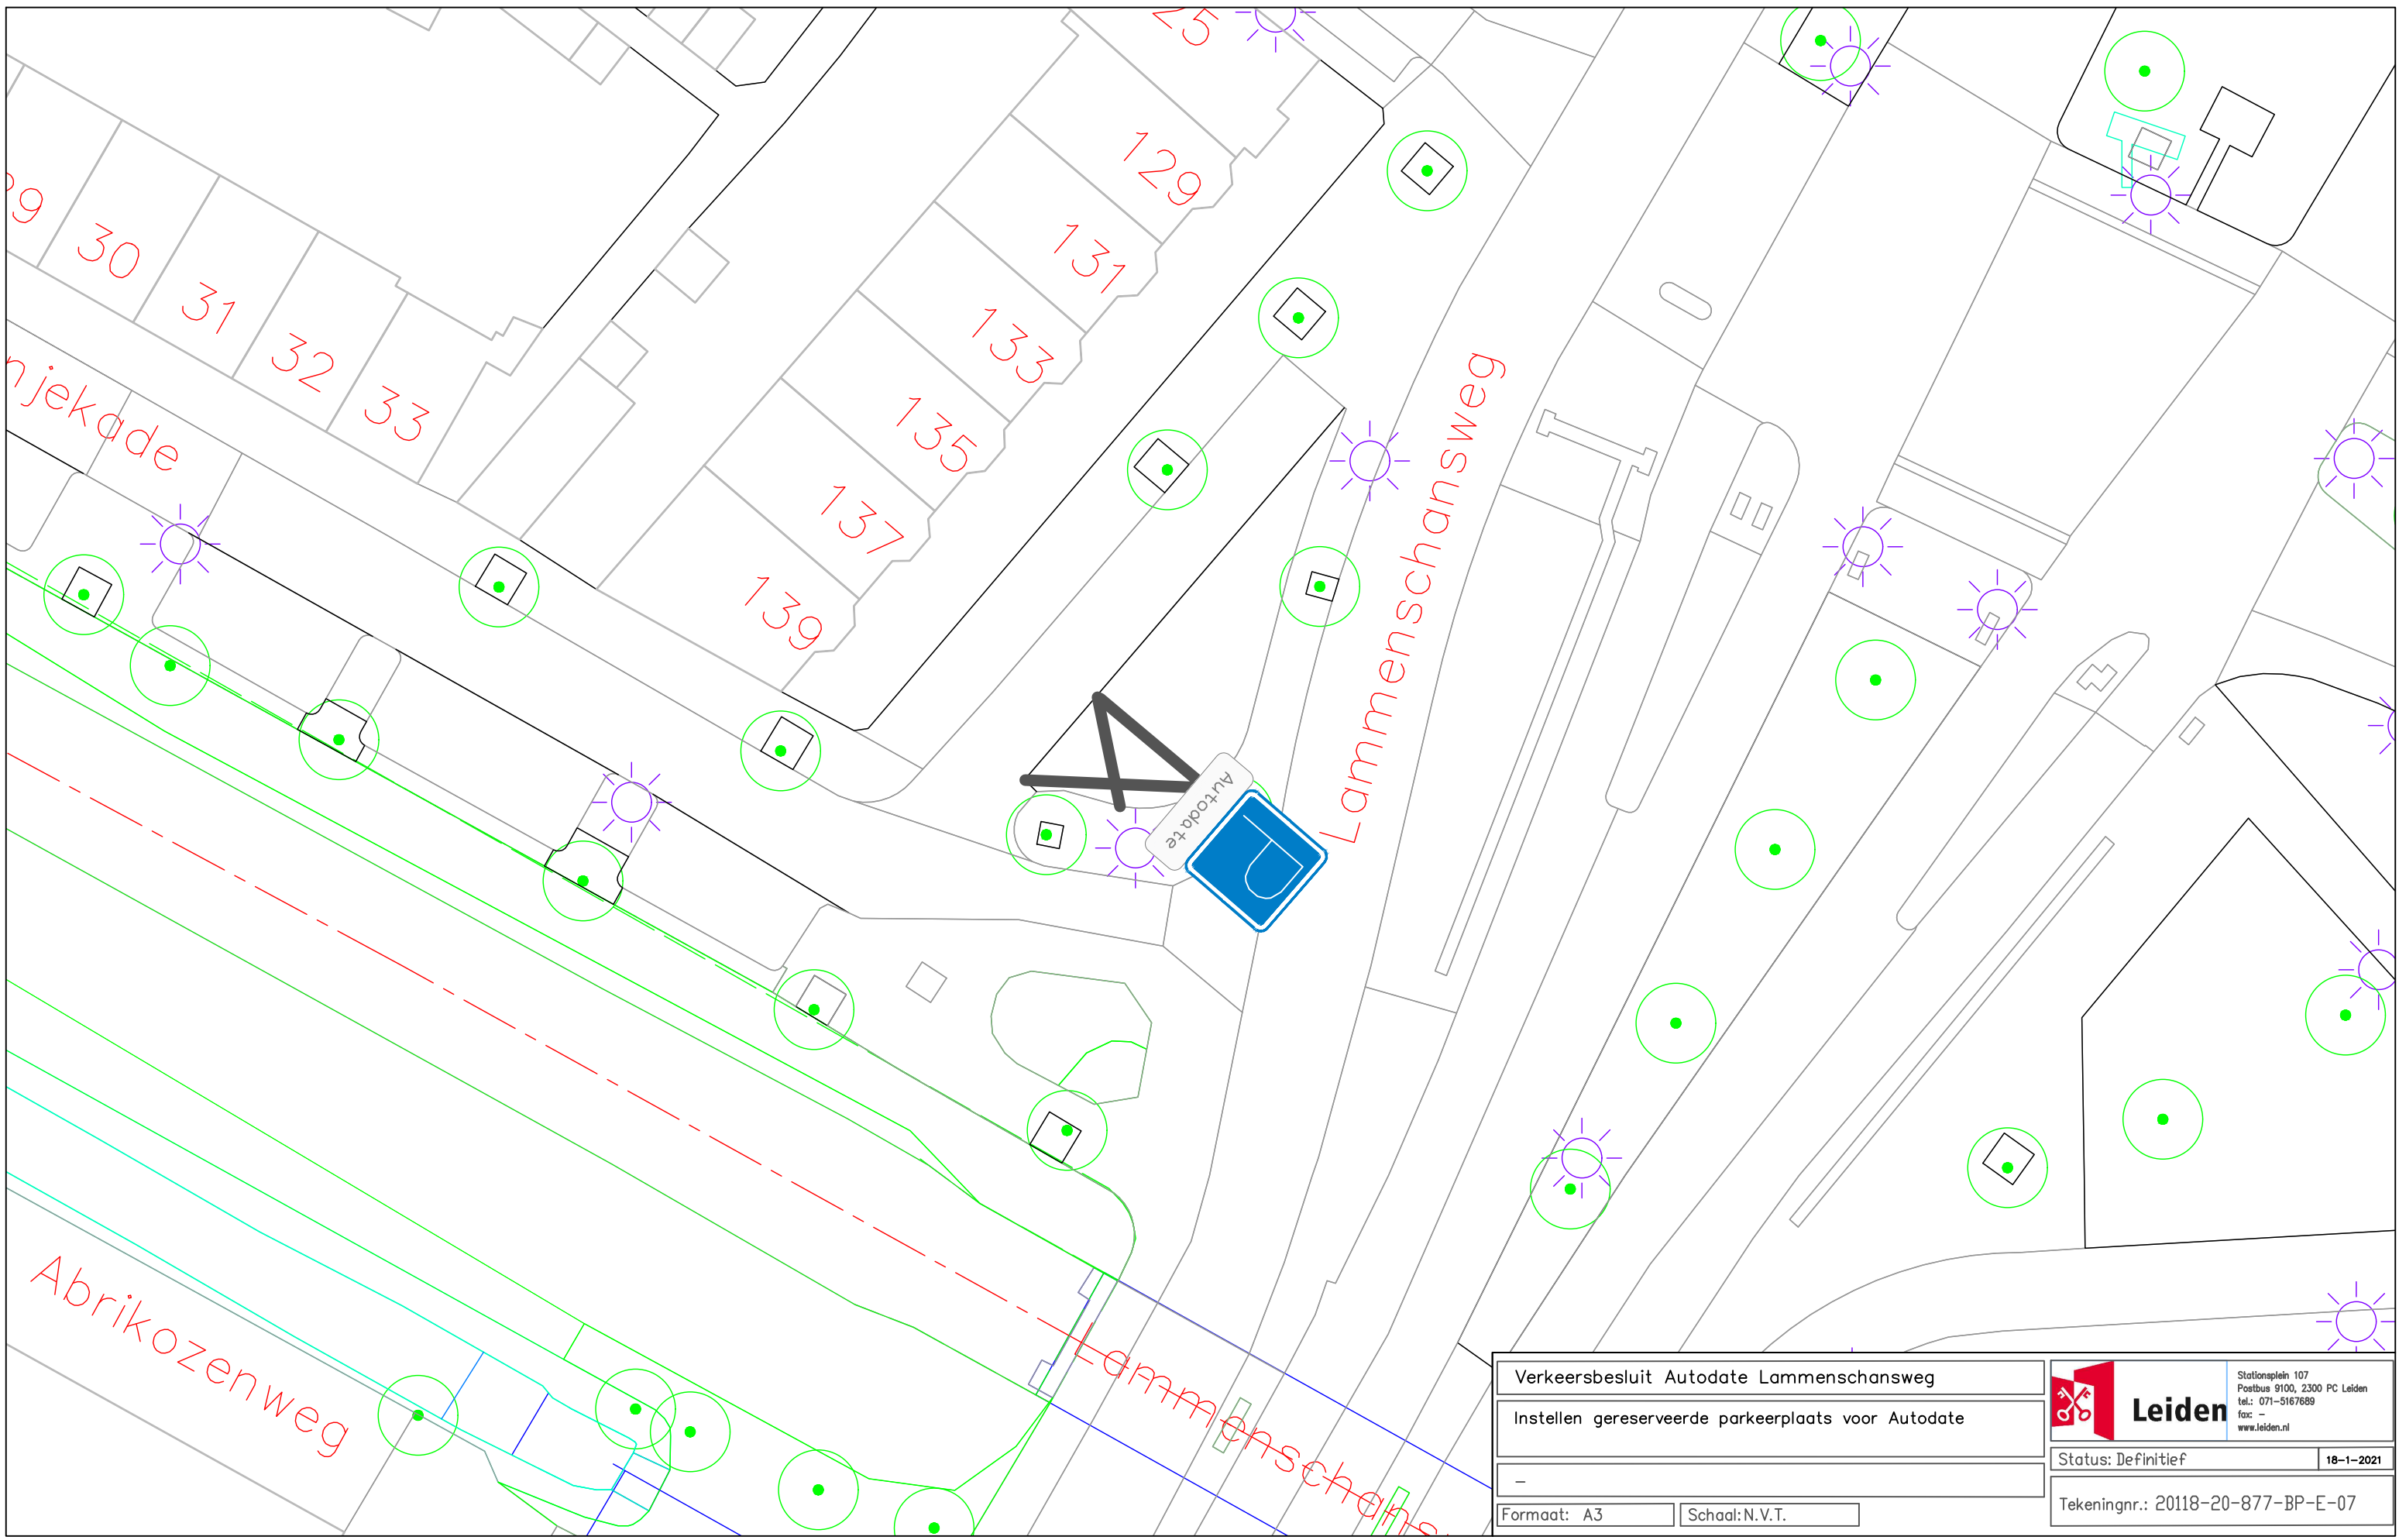 25
129
131
133
135
137
139
9
30
31
32
33
njekade
Lammenschansweg
Autodate
P
Abrikozenweg
Lammenschans
Verkeersbesluit Autodate Lammenschansweg
Instellen gereserveerde parkeerplaats voor Autodate
–
Formaat: A3
Schaal: N.V.T.
Leiden
Stationsplein 107
Postbus 9100, 2300 PC Leiden
tel.: 071-5167689
fax: –
www.leiden.nl
Status: Definitief
18-1-2021
Tekeningnr.: 20118-20-877-BP-E-07